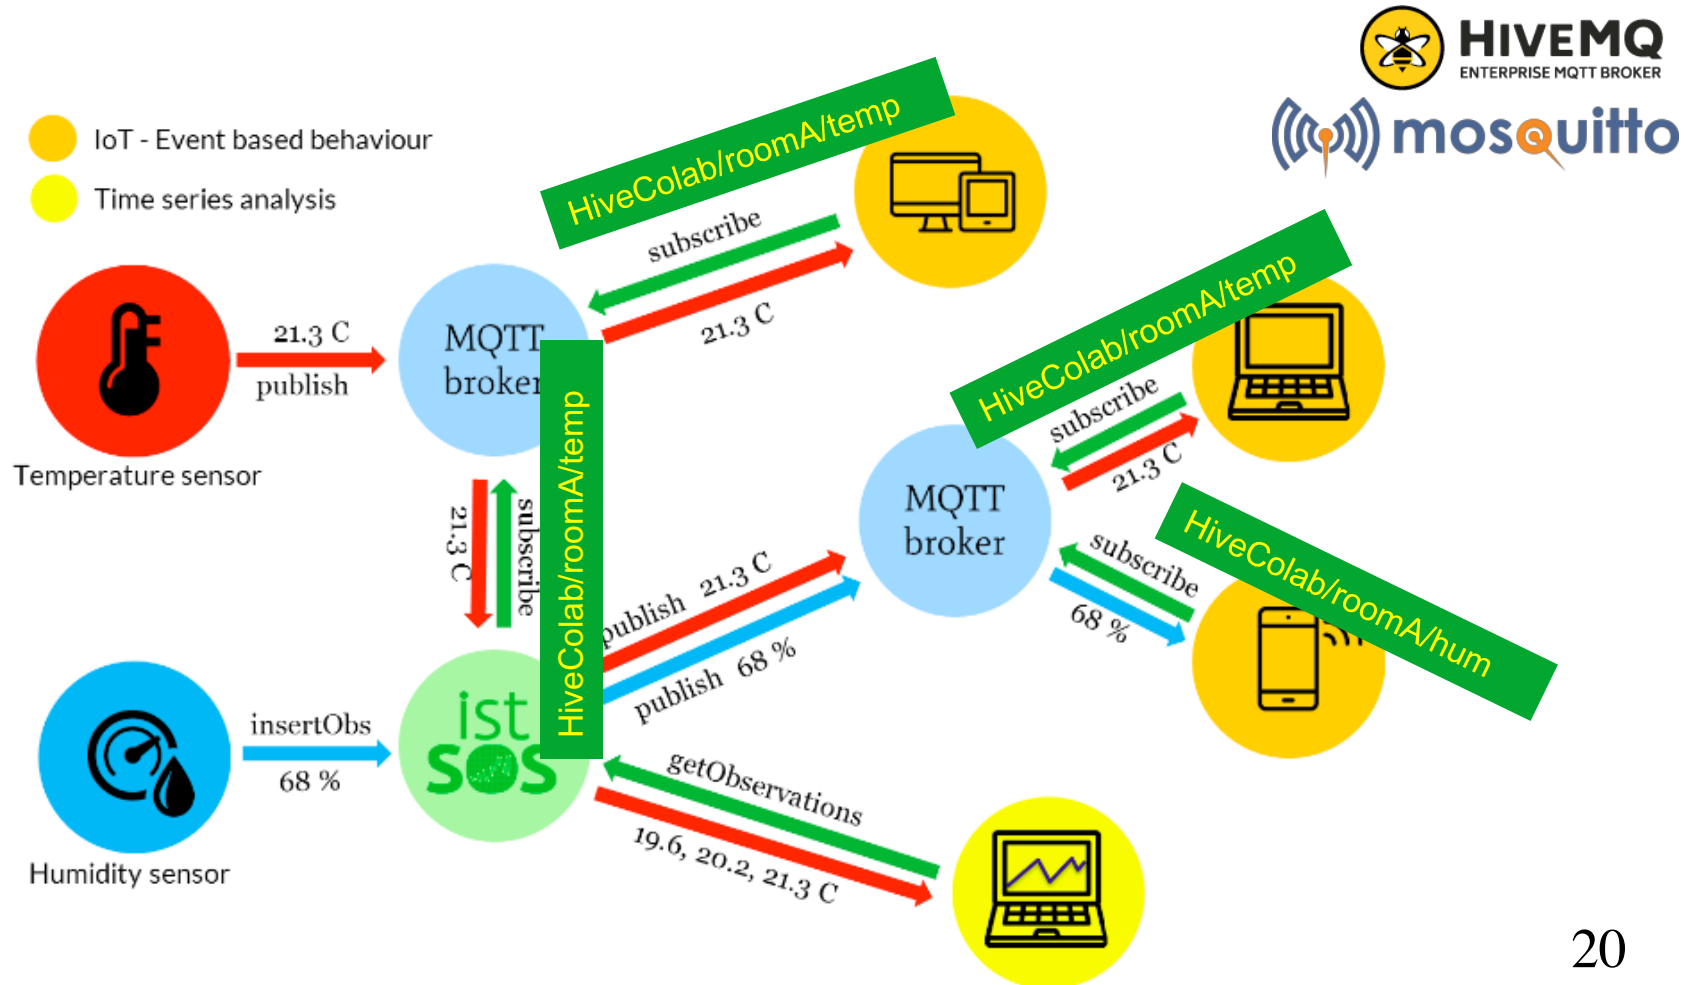 HIVEMQ
ENTERPRISE MQTT BROKER
mosquitto
IoT - Event based behaviour
Time series analysis
HiveColab/roomA/temp
subscribe
21.3 C
21.3 C
publish
MQTT
broker
Temperature sensor
HiveColab/roomA/temp
subscribe
21.3 C
MQTT
broker
21.3 C
subscribe
HiveColab/roomA/temp
publish 21.3 C
publish 68 %
HiveColab/roomA/hum
subscribe
68 %
insertObs
68 %
ist
SOS
Humidity sensor
getObservations
19.6, 20.2, 21.3 C
20